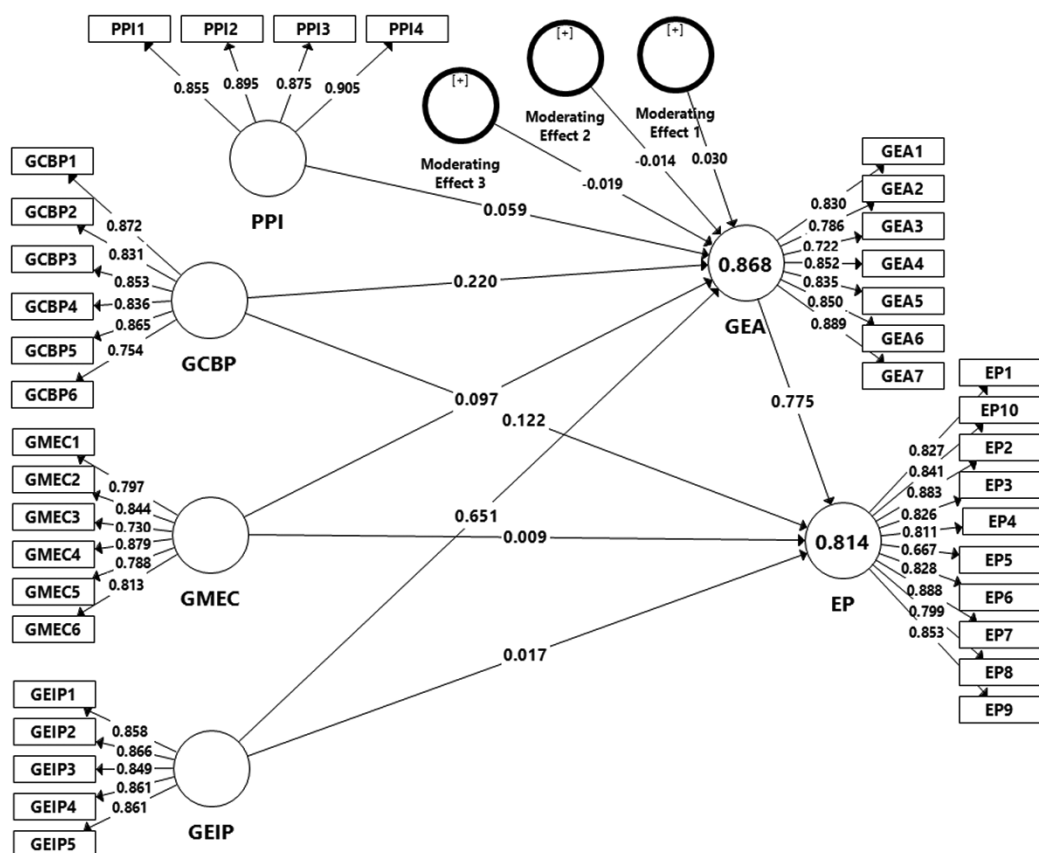 PPI1 PPI2 PPI3 PPI4
0.855 0.895 0.875 0.905
PPI
[+]
Moderating
Effect 3
[+]
Moderating
Effect 2
[+]
Moderating
Effect 1
-0.019
-0.014
0.030
0.059
GCBP1
GCBP2
GCBP3
GCBP4
GCBP5
GCBP6
0.872
0.831
0.853
0.836
0.865
0.754
GCBP
0.220
0.122
GMEC1
GMEC2
GMEC3
GMEC4
GMEC5
GMEC6
0.797
0.844
0.730
0.879
0.788
0.813
GMEC
0.097
0.009
GEIP1
GEIP2
GEIP3
GEIP4
GEIP5
0.858
0.866
0.849
0.861
0.861
GEIP
0.651
0.017
0.868
GEA
0.830
0.786
0.722
0.852
0.835
0.850
0.889
GEA1
GEA2
GEA3
GEA4
GEA5
GEA6
GEA7
0.775
0.814
EP
0.827
0.841
0.883
0.826
0.811
0.667
0.828
0.888
0.799
0.853
EP1
EP10
EP2
EP3
EP4
EP5
EP6
EP7
EP8
EP9